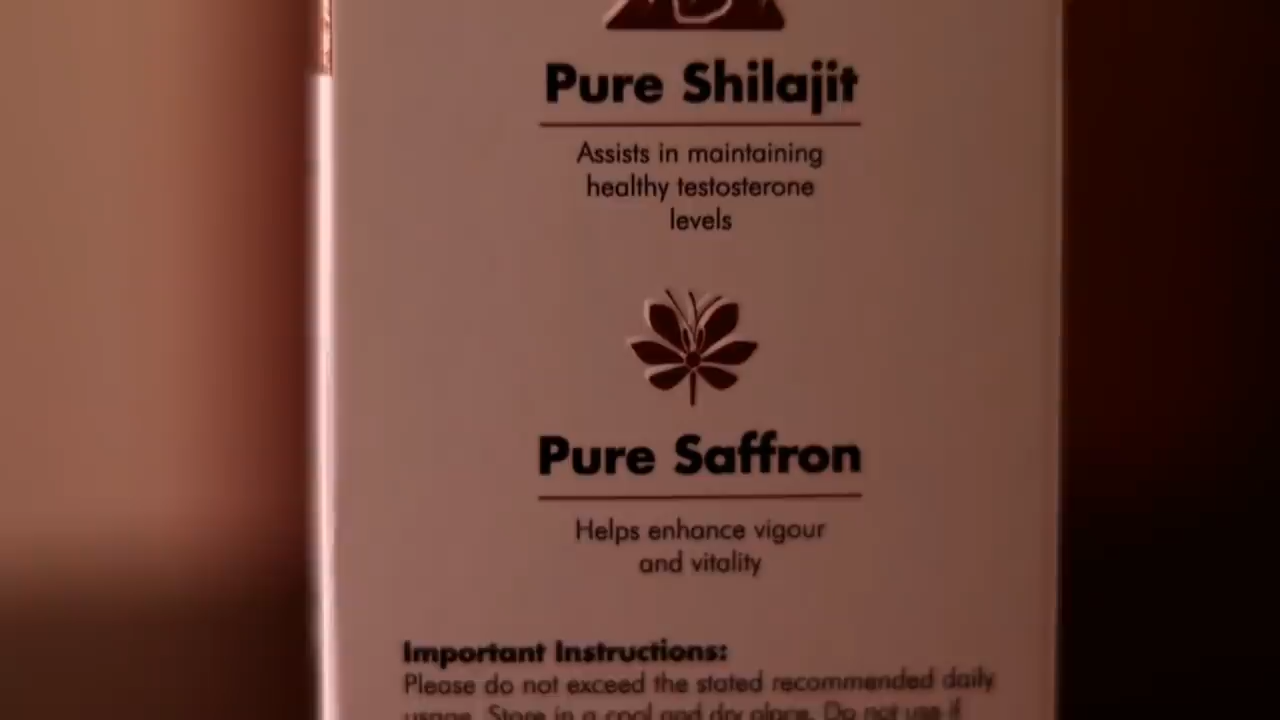 Pure Shilajit
Assists in maintaining
healthy testosterone
levels
Pure Saffron
Helps enhance vigour
and vitality
Important Instructions:
Please do not exceed the stated recommended daily
usage. Store in a cool and dry place. Do not use if